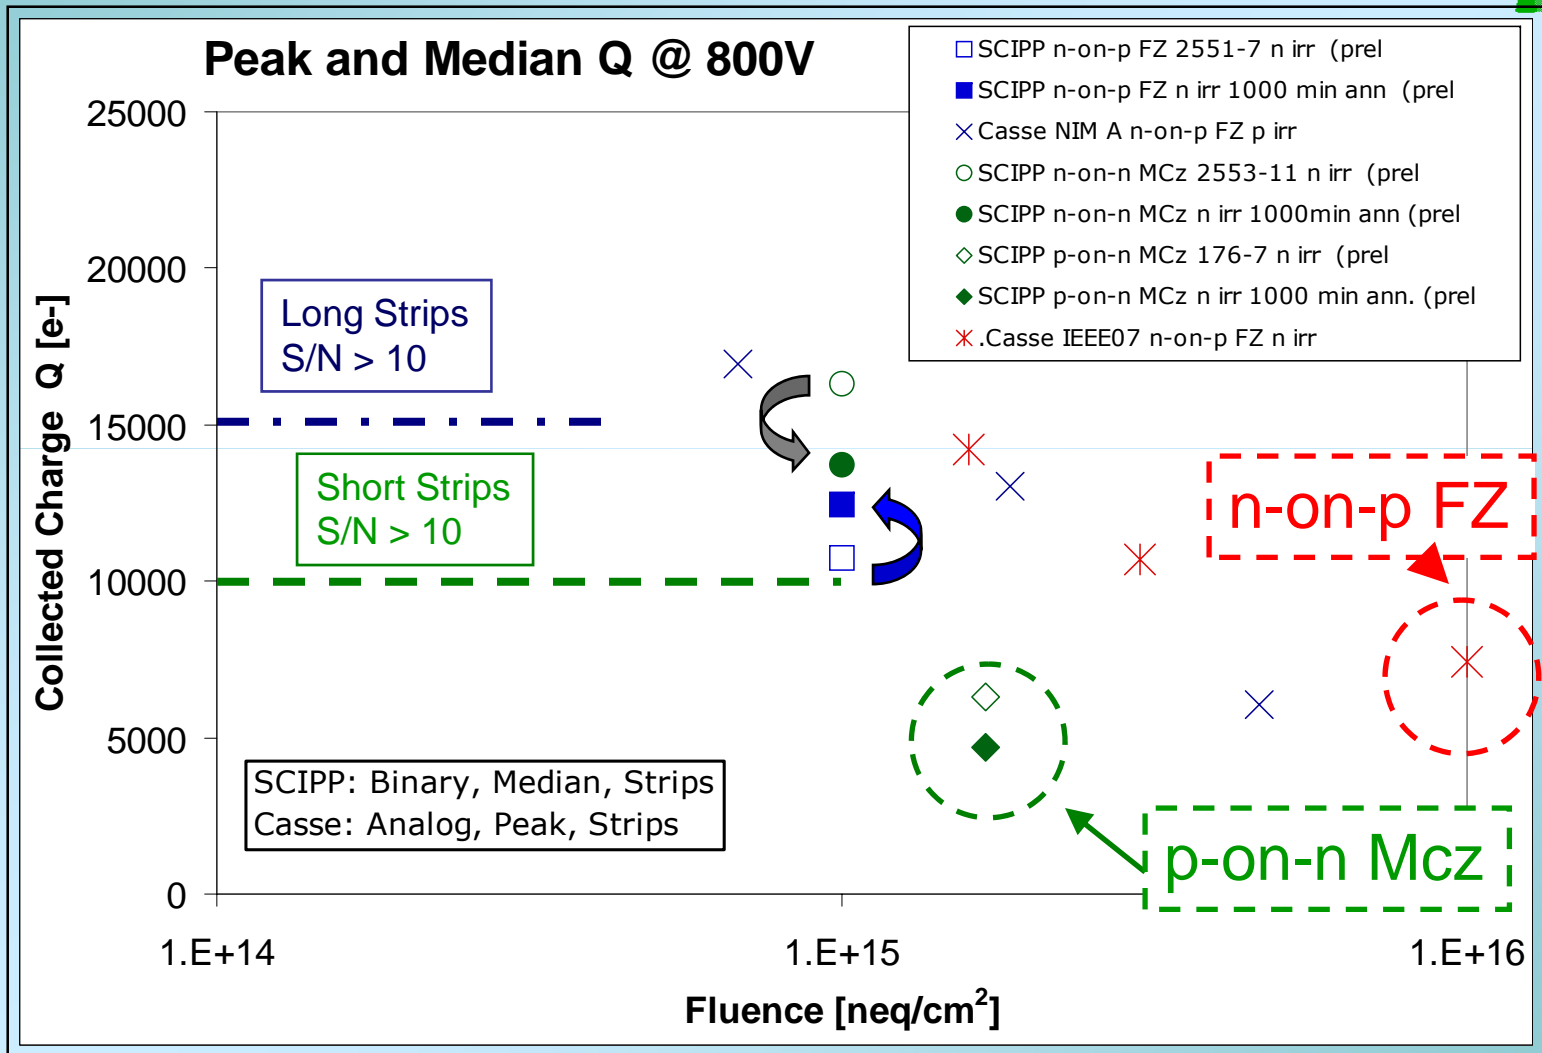 Peak and Median Q @ 800V
SCIPP n-on-p FZ 2551-7 n irr (prel
SCIPP n-on-p FZ n irr 1000 min ann (prel
Casse NIM A n-on-p FZ p irr
SCIPP n-on-n MCz 2553-11 n irr (prel
SCIPP n-on-n MCz n irr 1000min ann (prel
SCIPP p-on-n MCz 176-7 n irr (prel
SCIPP p-on-n MCz n irr 1000 min ann. (prel
.Casse IEEE07 n-on-p FZ n irr
25000
20000
15000
10000
5000
0
Collected Charge Q [e-]
Long Strips
S/N > 10
Short Strips
S/N > 10
n-on-p FZ
p-on-n Mcz
SCIPP: Binary, Median, Strips
Casse: Analog, Peak, Strips
1.E+14
1.E+15
1.E+16
Fluence [neq/cm²]